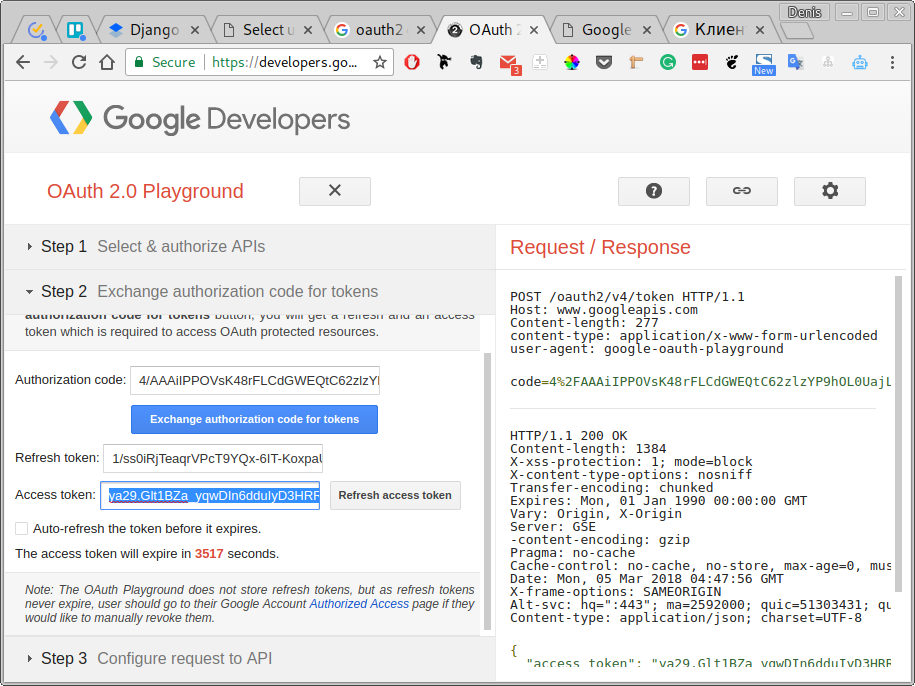 Denis
Django
Select u
oauth2
OAuth 2
Google
Клиен
Secure
https://developers.go...
3
New
Google Developers
OAuth 2.0 Playground
Step 1 Select & authorize APIs
Step 2 Exchange authorization code for tokens
authorization code for tokens button, you will get a refresh and an access
token which is required to access OAuth protected resources.
Authorization code: 4/AAAiIPPOVsK48rFLCdGWEQtC62zlzY
Exchange authorization code for tokens
Refresh token: 1/ss0iRjTeaqrVPcT9YQx-6IT-Koxpa
Access token: ya29.Glt1BZa_yqwDIn6dduIyD3HRR
Refresh access token
Auto-refresh the token before it expires.
The access token will expire in 3517 seconds.
Note: The OAuth Playground does not store refresh tokens, but as refresh tokens
never expire, user should go to their Google Account Authorized Access page if they
would like to manually revoke them.
Step 3 Configure request to API
Request / Response
POST /oauth2/v4/token HTTP/1.1
Host: www.googleapis.com
Content-length: 277
content-type: application/x-www-form-urlencoded
user-agent: google-oauth-playground
code=4%2FAAAiIPPOVsK48rFLCdGWEQtC62zlzYP9hOL0UajL
HTTP/1.1 200 OK
Content-length: 1384
X-xss-protection: 1; mode=block
X-content-type-options: nosniff
Transfer-encoding: chunked
Expires: Mon, 01 Jan 1990 00:00:00 GMT
Vary: Origin, X-Origin
Server: GSE
-content-encoding: gzip
Pragma: no-cache
Cache-control: no-cache, no-store, max-age=0, mus
Date: Mon, 05 Mar 2018 04:47:56 GMT
X-frame-options: SAMEORIGIN
Alt-svc: hq=":443"; ma=2592000; quic=51303431; qu
Content-type: application/json; charset=UTF-8
{
"access_token": "ya29.Glt1BZa_yqwDIn6dduIyD3HRR